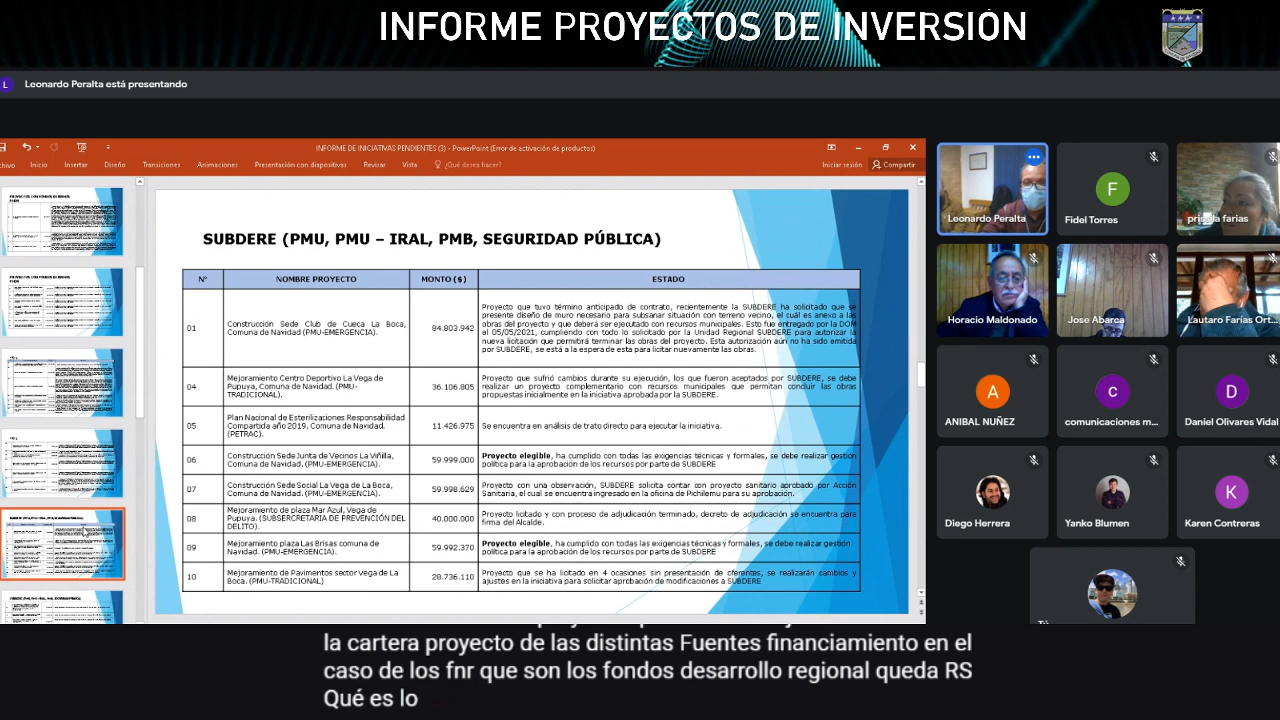 INFORME PROYECTOS DE INVERSIÓN
L Leonardo Peralta está presentando
INFORME DE INICIATIVAS PENDIENTES (3) - PowerPoint (Error de activación de productos)
Inicio Insertar Diseño Transiciones Animaciones Presentación con diapositivas Revisar Vista ¿Qué desea hacer? Iniciar sesión Compartir
SUBDERE (PMU, PMU – IRAL, PMB, SEGURIDAD PÚBLICA)
N° NOMBRE PROYECTO MONTO ($) ESTADO
01
Construcción Sede Club de Cueca La Boca,
Comuna de Navidad (PMU-EMERGENCIA).
84.803.942
Proyecto que tuvo término anticipado de contrato, recientemente la SUBDERE ha solicitado que se
presente diseño de muro necesario para subsanar situación con terreno vecino, el cuál es anexo a las
obras del proyecto y que deberá ser ejecutado con recursos municipales. Esto fue entregado por la DOM
el 05/05/2021, cumpliendo con todo lo solicitado por la Unidad Regional SUBDERE para autorizar la
nueva licitación que permitirá terminar las obras del proyecto. Esta autorización aún no ha sido emitida
por SUBDERE, se está a la espera de esta para licitar nuevamente las obras.
04
Mejoramiento Centro Deportivo La Vega de
Pupuya, Comuna de Navidad. (PMU-
TRADICIONAL).
36.106.805
Proyecto que sufrió cambios durante su ejecución, los que fueron aceptados por SUBDERE, se debe
realizar un proyecto complementario con recursos municipales que permitan concluir las obras
propuestas inicialmente en la iniciativa aprobada por la SUBDERE.
05
Plan Nacional de Esterilizaciones Responsabilidad
Compartida año 2019, Comuna de Navidad.
(PETRAC).
11.426.975
Se encuentra en análisis de trato directo para ejecutar la iniciativa.
06
Construcción Sede Junta de Vecinos La Viñilla,
Comuna de Navidad. (PMU-EMERGENCIA).
59.999.000
Proyecto elegible, ha cumplido con todas las exigencias técnicas y formales, se debe realizar gestión
política para la aprobación de los recursos por parte de SUBDERE
07
Construcción Sede Social La Vega de La Boca,
Comuna de Navidad. (PMU-EMERGENCIA).
59.998.629
Proyecto con una observación, SUBDERE solicita contar con proyecto sanitario aprobado por Acción
Sanitaria, el cual se encuentra ingresado en la oficina de Pichilemu para su aprobación.
08
Mejoramiento de plaza Mar Azul, Vega de
Pupuya. (SUBSERCRETARIA DE PREVENCIÓN DEL
DELITO).
40.000.000
Proyecto licitado y con proceso de adjudicación terminado, decreto de adjudicación se encuentra para
firma del Alcalde.
09
Mejoramiento plaza Las Brisas comuna de
Navidad. (PMU-EMERGENCIA).
59.992.370
Proyecto elegible, ha cumplido con todas las exigencias técnicas y formales, se debe realizar gestión
política para la aprobación de los recursos por parte de SUBDERE
10
Mejoramiento de Pavimentos sector Vega de La
Boca. (PMU-TRADICIONAL)
28.736.110
Proyecto que se ha licitado en 4 ocasiones sin presentación de oferentes, se realizarán cambios y
ajustes en la iniciativa para solicitar aprobación de modificaciones a SUBDERE
Leonardo Peralta
F
Fidel Torres
priscila farias
Horacio Maldonado
Jose Abarca
Lautaro Farias Ort...
A
ANIBAL NUÑEZ
c
comunicaciones m...
D
Daniel Olivares Vidal
Diego Herrera
Yanko Blumen
K
Karen Contreras
la cartera proyecto de las distintas Fuentes financiamiento en el
caso de los fnr que son los fondos desarrollo regional queda RS
Qué es lo